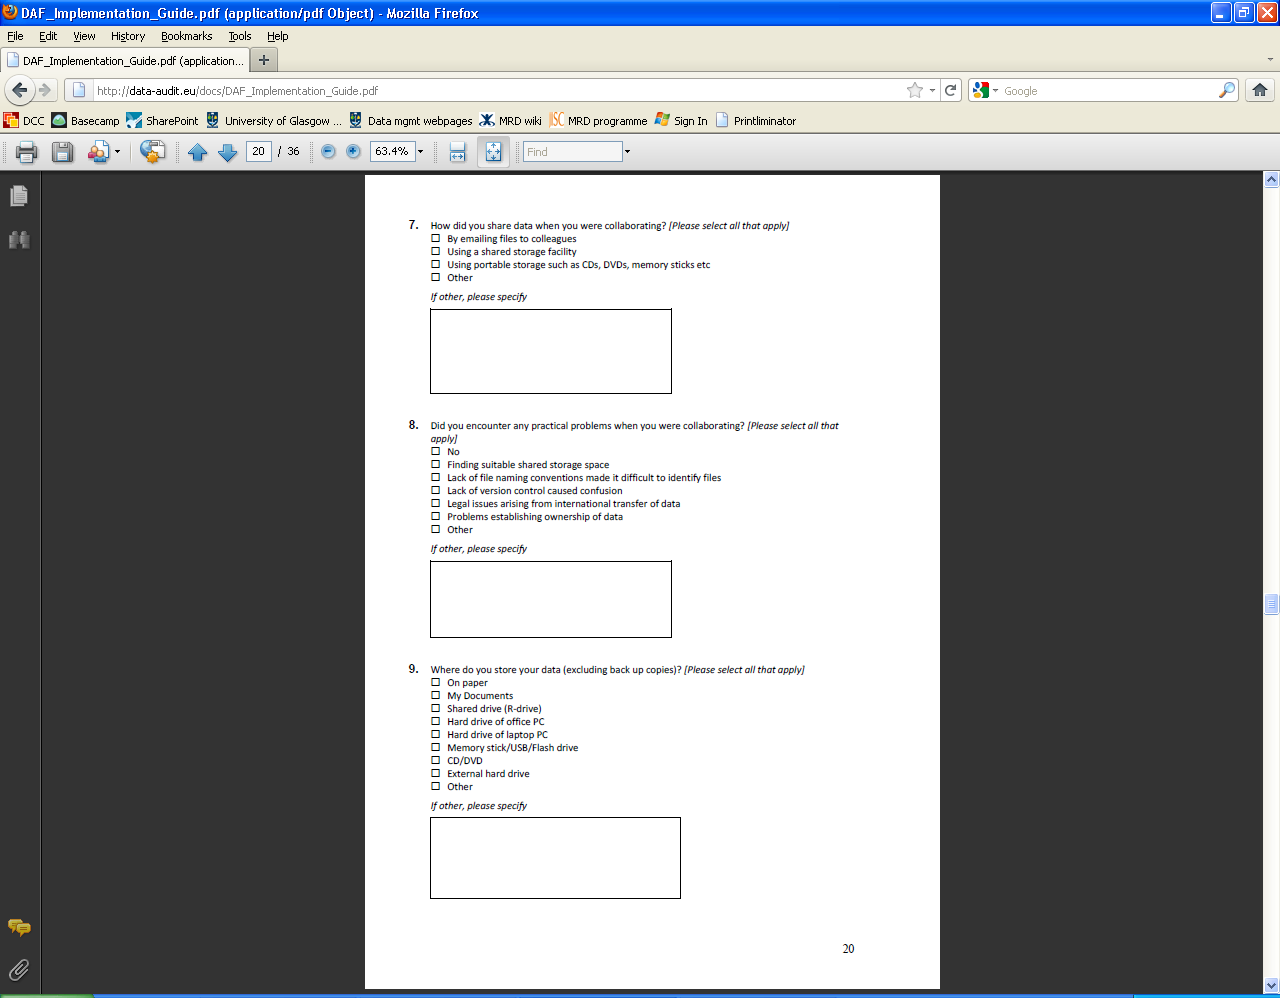 DAF_Implementation_Guide.pdf (application/pdf Object) - Mozilla Firefox
File Edit View History Bookmarks Tools Help
DAF_Implementation_Guide.pdf (application...
http://data-audit.eu/docs/DAF_Implementation_Guide.pdf
Google
DCC Basecamp SharePoint University of Glasgow ... Data mgmt webpages MRD wiki JISC MRD programme Sign In Printliminator
20 / 36 63.4% Find
7. How did you share data when you were collaborating? [Please select all that apply]
By emailing files to colleagues
Using a shared storage facility
Using portable storage such as CDs, DVDs, memory sticks etc
Other
If other, please specify
8. Did you encounter any practical problems when you were collaborating? [Please select all that
apply]
No
Finding suitable shared storage space
Lack of file naming conventions made it difficult to identify files
Lack of version control caused confusion
Legal issues arising from international transfer of data
Problems establishing ownership of data
Other
If other, please specify
9. Where do you store your data (excluding back up copies)? [Please select all that apply]
On paper
My Documents
Shared drive (R-drive)
Hard drive of office PC
Hard drive of laptop PC
Memory stick/USB/Flash drive
CD/DVD
External hard drive
Other
If other, please specify
20